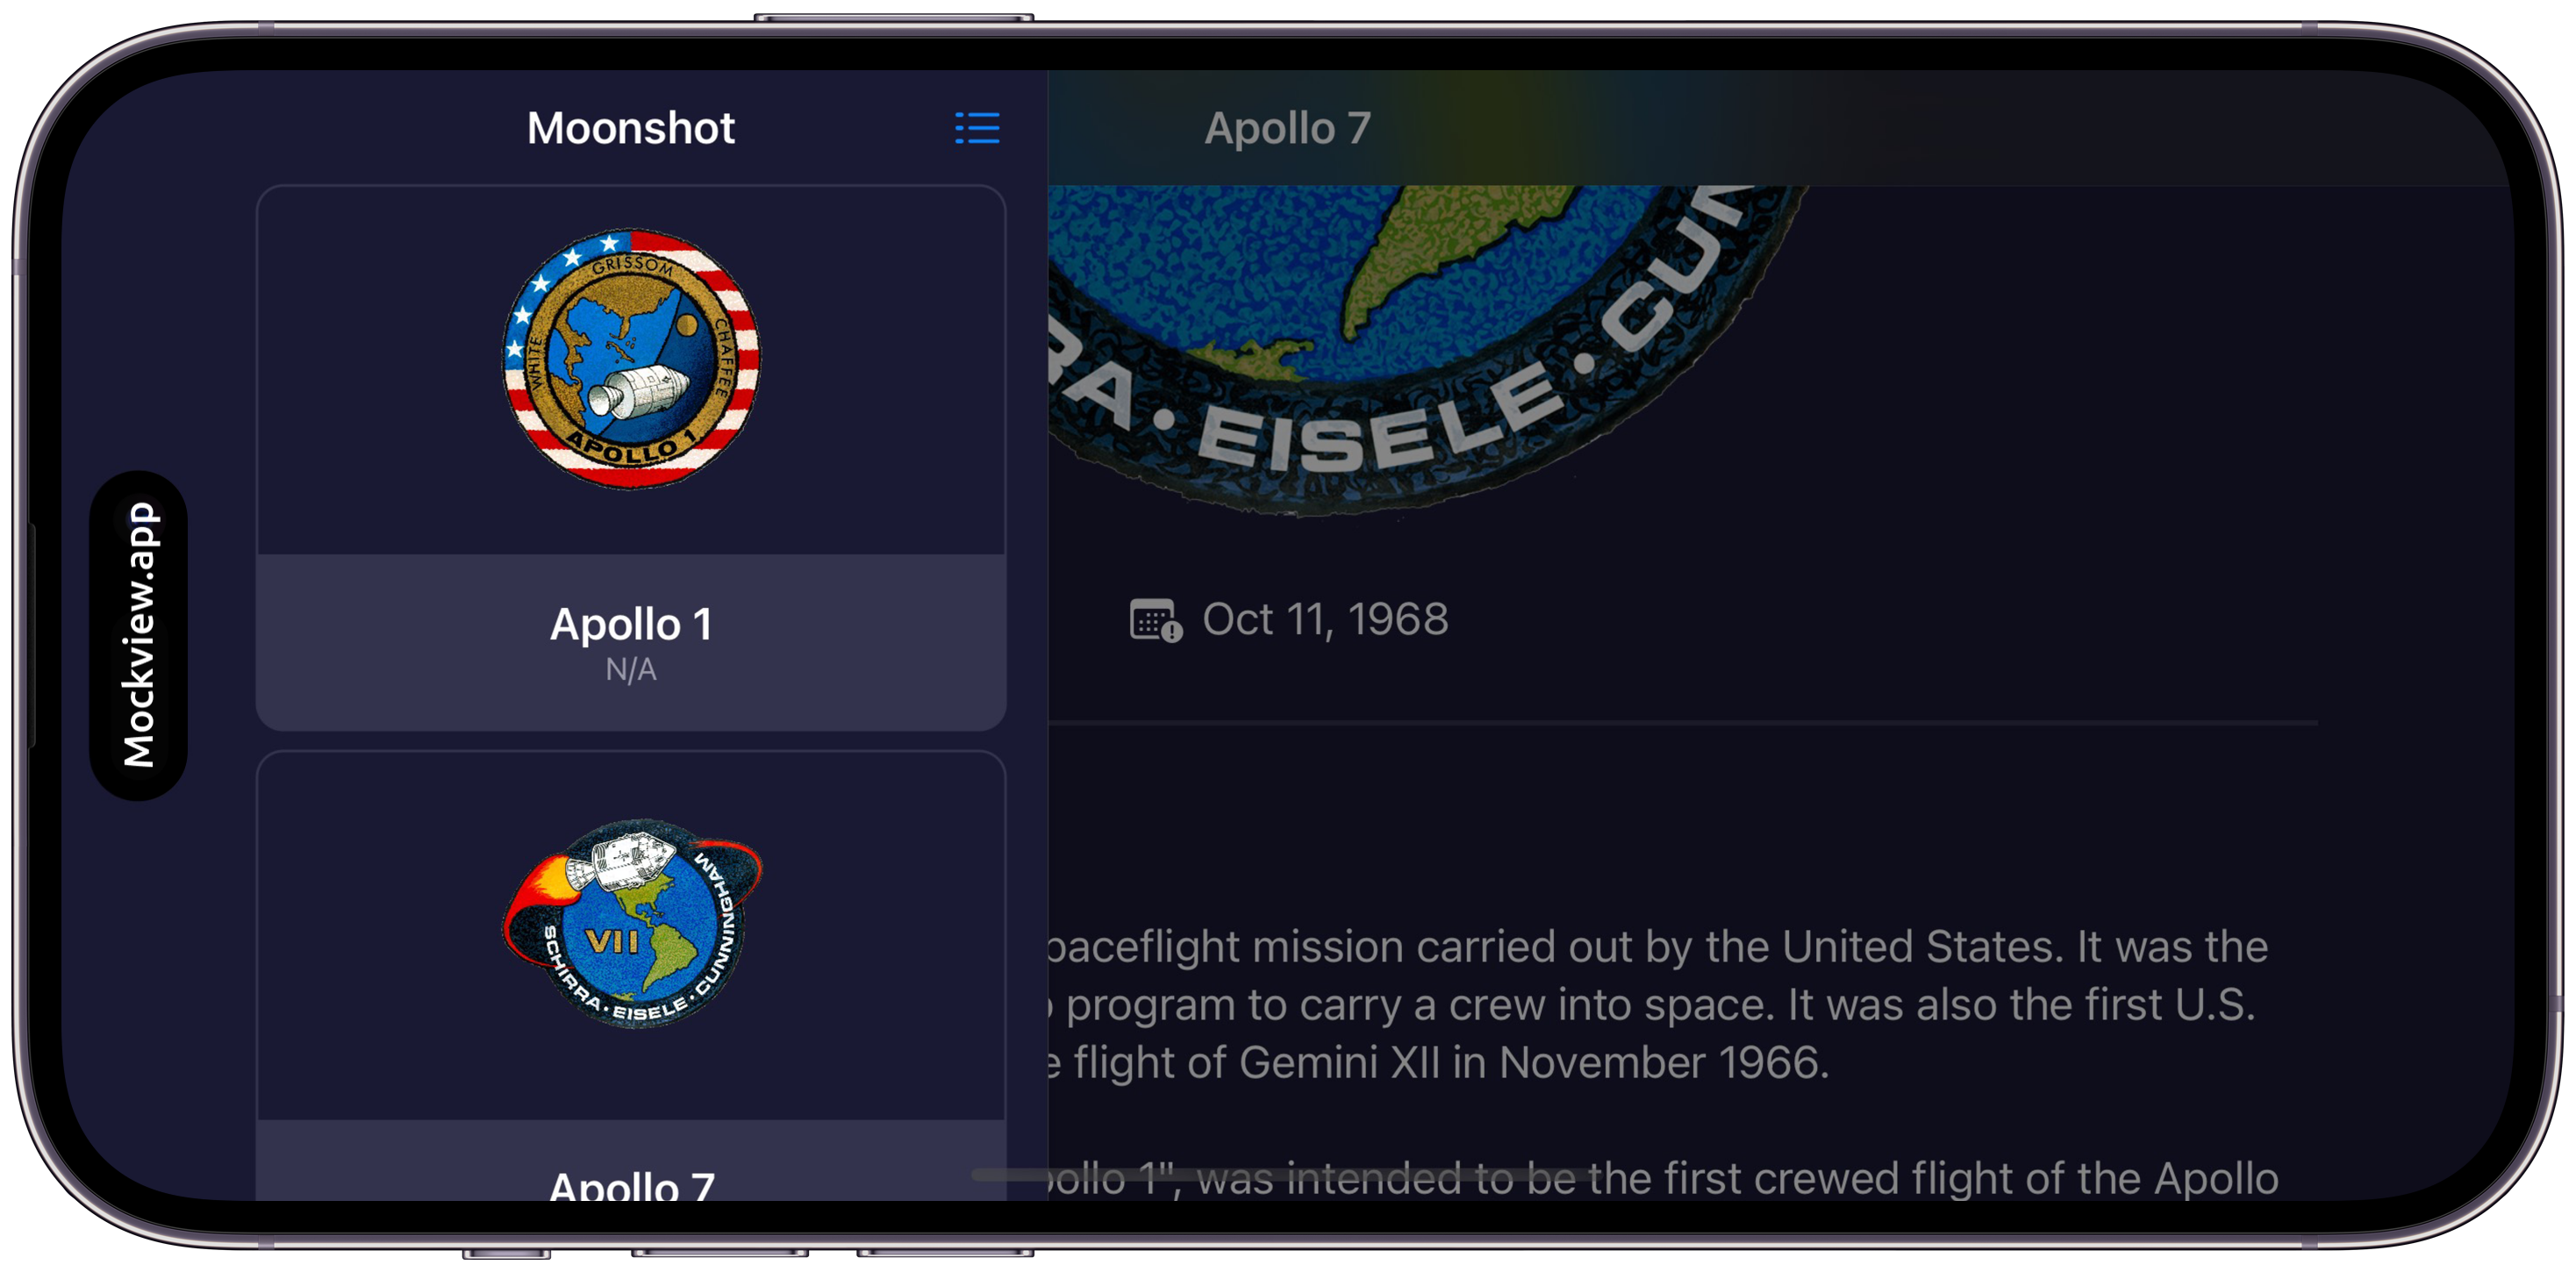 Mockview.app
Moonshot
GRISSOM
WHITE
CHAFFEE
APOLLO 1
Apollo 1
N/A
VII
SCHIRRA • EISELE • CUNNINGHAM
Apollo 7
Apollo 7
RA • EISELE • CUN
Oct 11, 1968
paceflight mission carried out by the United States. It was the
program to carry a crew into space. It was also the first U.S.
e flight of Gemini XII in November 1966.
ollo 1", was intended to be the first crewed flight of the Apollo